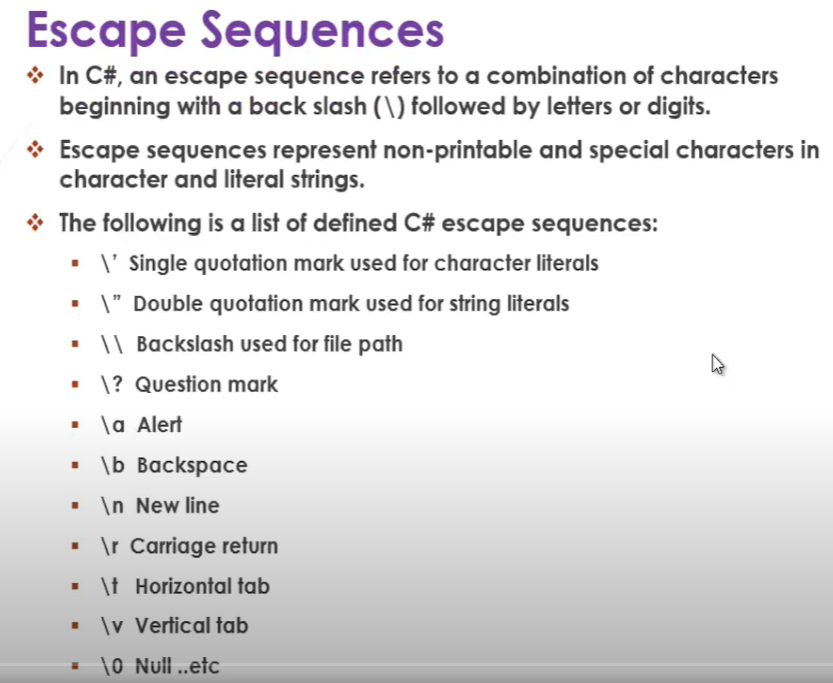 Escape Sequences
In C#, an escape sequence refers to a combination of characters
beginning with a back slash (\) followed by letters or digits.
Escape sequences represent non-printable and special characters in
character and literal strings.
The following is a list of defined C# escape sequences:
\’ Single quotation mark used for character literals
\” Double quotation mark used for string literals
\\ Backslash used for file path
\? Question mark
\a Alert
\b Backspace
\n New line
\r Carriage return
\t Horizontal tab
\v Vertical tab
\0 Null ..etc